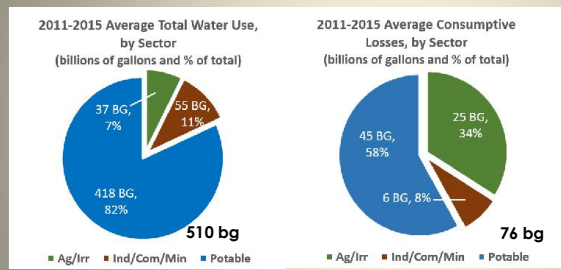 2011-2015 Average Total Water Use,
by Sector
(billions of gallons and % of total)
37 BG,
7%
55 BG,
11%
418 BG,
82%
510 bg
Ag/Irr Ind/Com/Min Potable
2011-2015 Average Consumptive
Losses, by Sector
(billions of gallons and % of total)
25 BG,
34%
45 BG,
58%
6 BG, 8%
76 bg
Ag/Irr Ind/Com/Min Potable